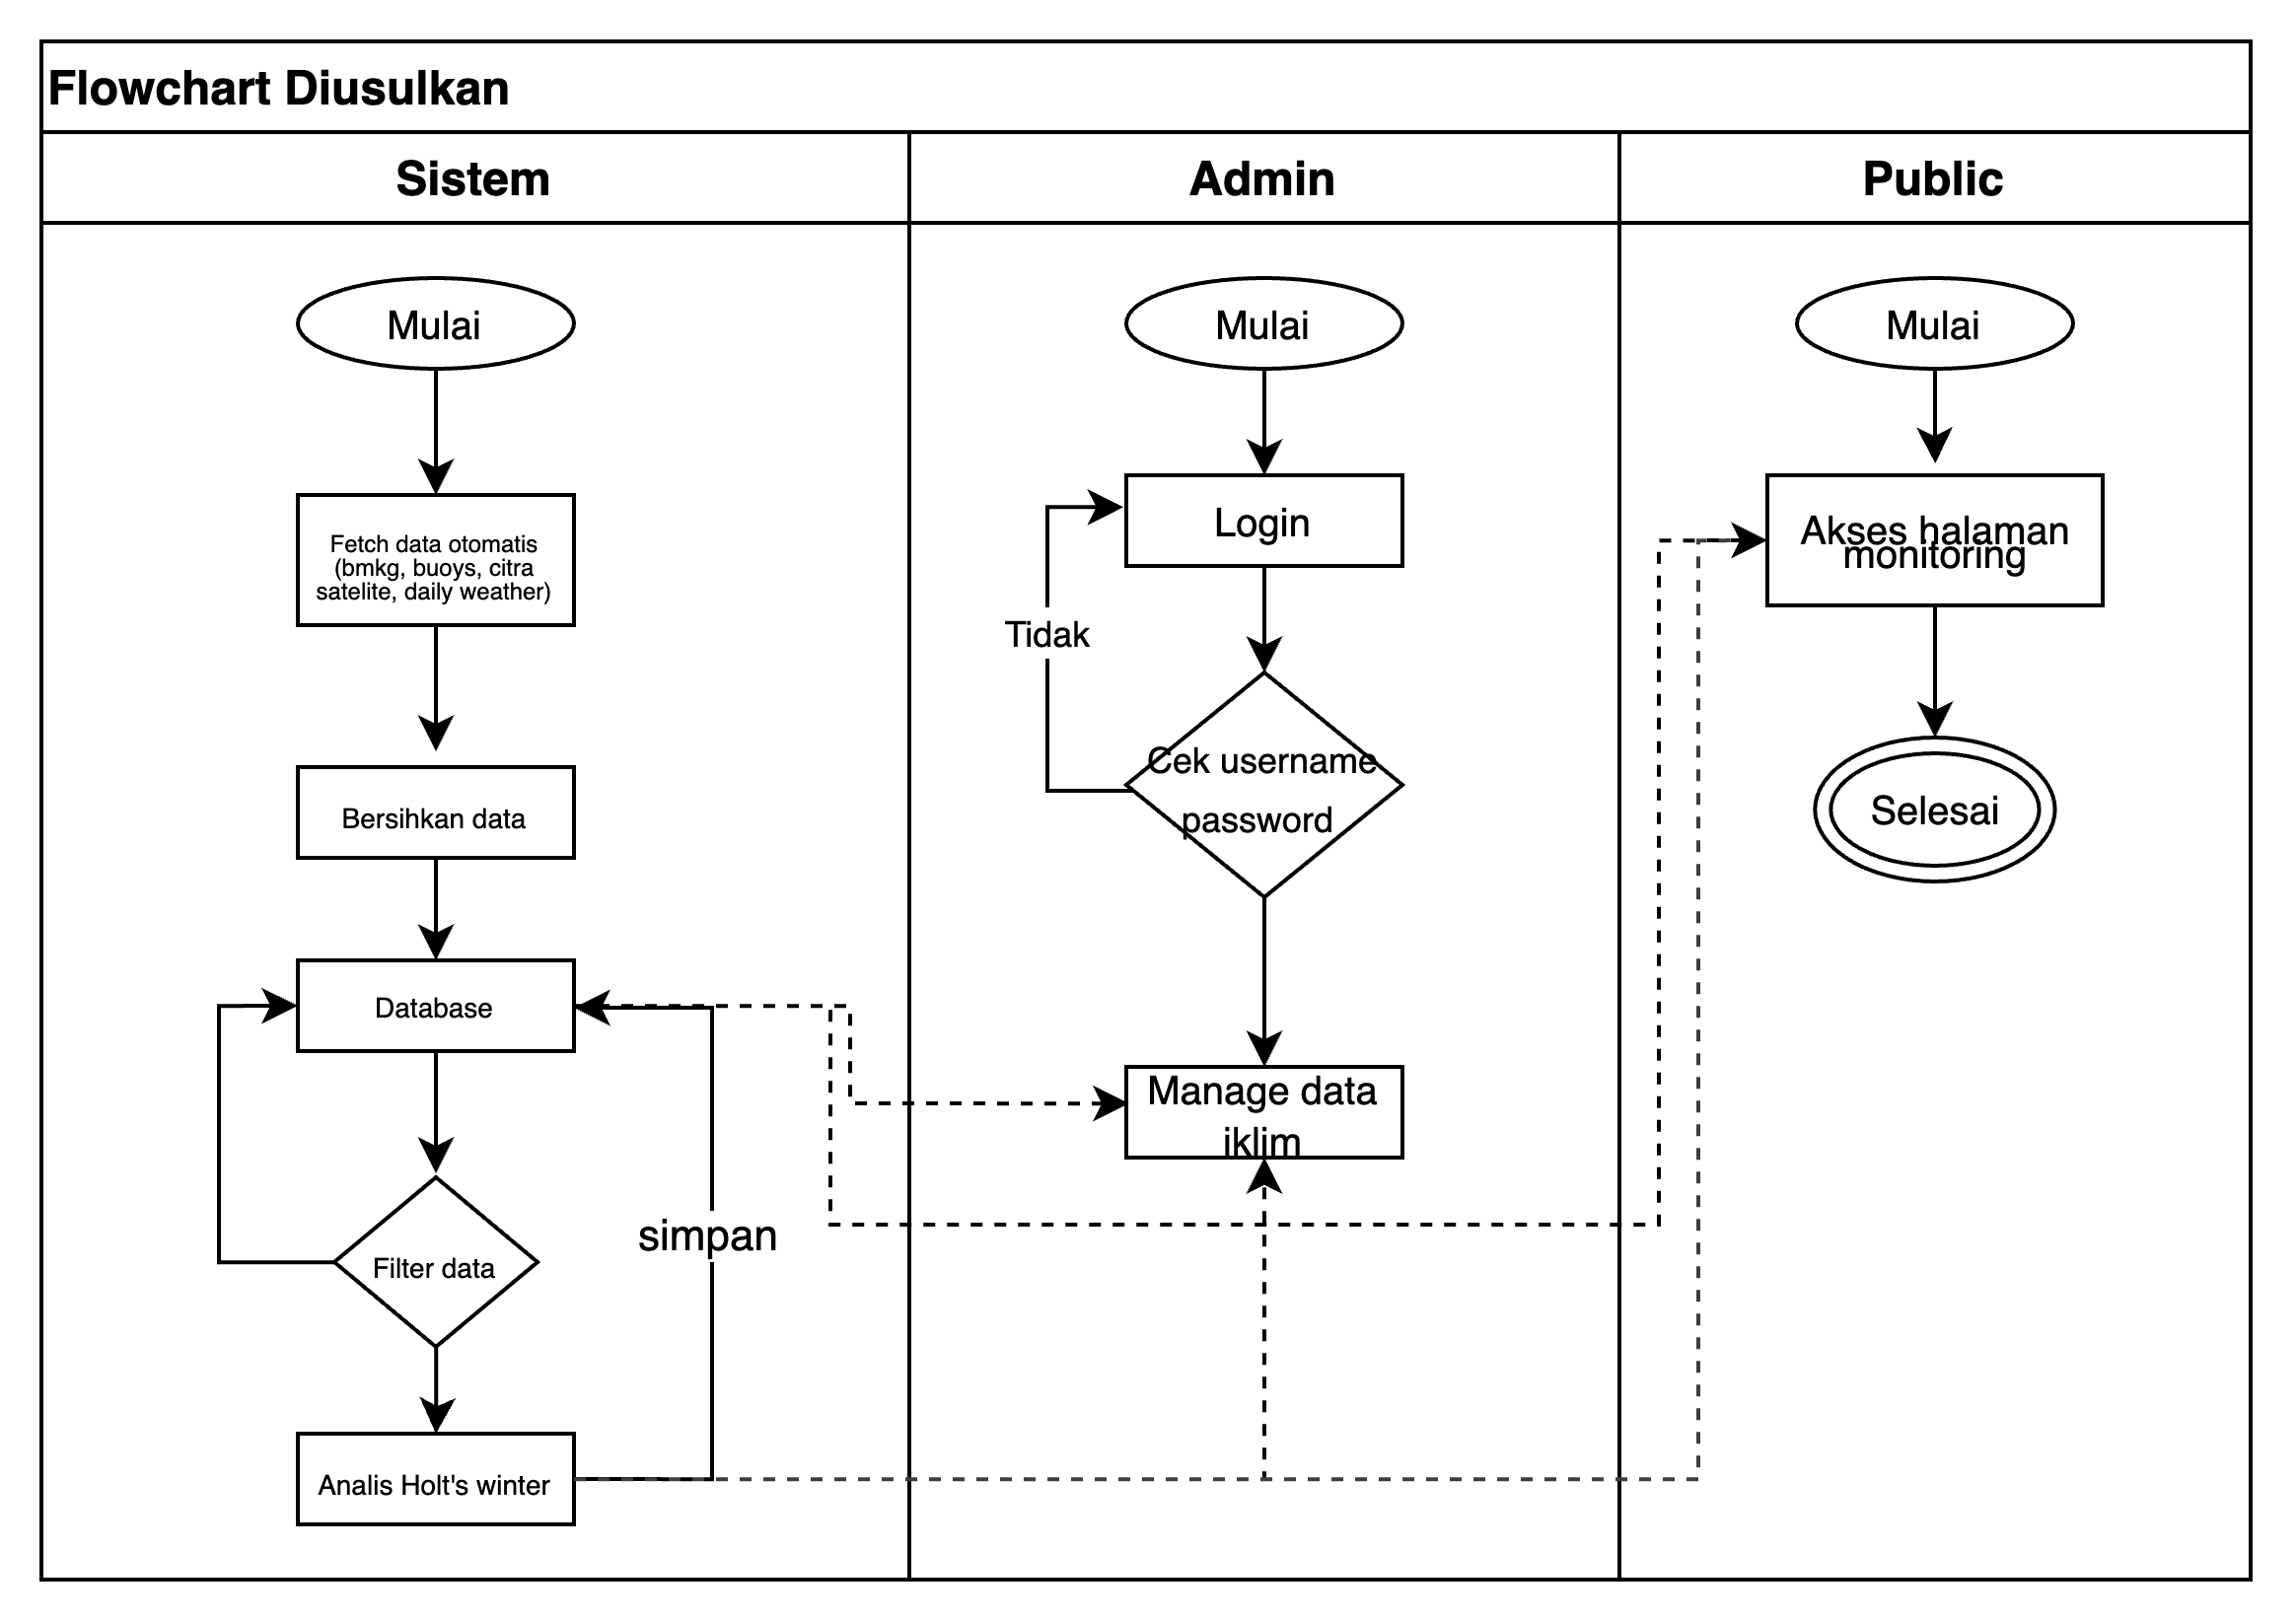 Flowchart Diusulkan
Sistem
Admin
Public
Mulai
Mulai
Mulai
Fetch data otomatis
(bmkg, buoys, citra
satelite, daily weather)
Login
Akses halaman
monitoring
Tidak
Cek username
password
Bersihkan data
Selesai
Database
Manage data
iklim
simpan
Filter data
Analis Holt's winter